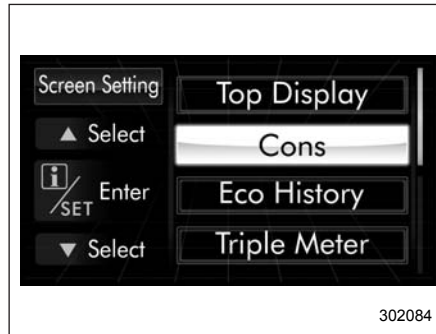 Screen Setting
▲ Select
i/SET Enter
▼ Select
Top Display
Cons
Eco History
Triple Meter
302084